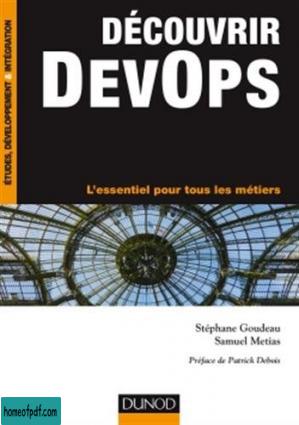 DÉCOUVRIR
DEVOPS
ÉTUDES, DÉVELOPPEMENT & INTÉGRATION
L'essentiel pour tous les métiers
Stéphane Goudeau
Samuel Metias
Préface de Patrick Debois
DUNOD
homeofpdf.com